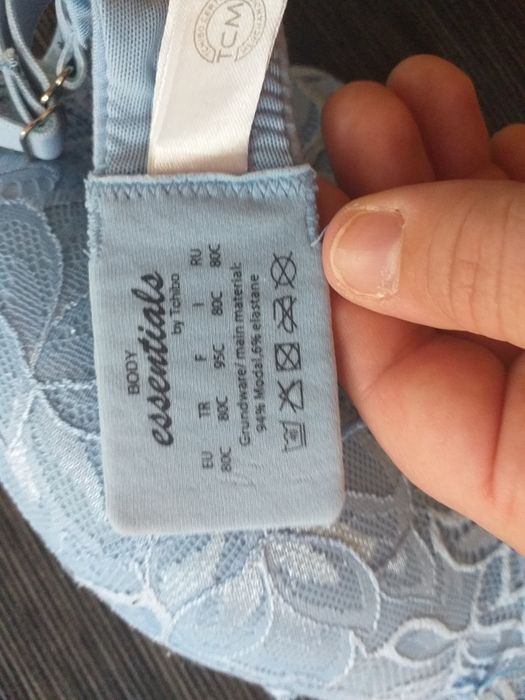 TCM
BODY
essentials
by Tchibo
EU TR F I RU
80C 80C 95C 80C 80C
Grundware/main material:
94% Modal,6% elastane